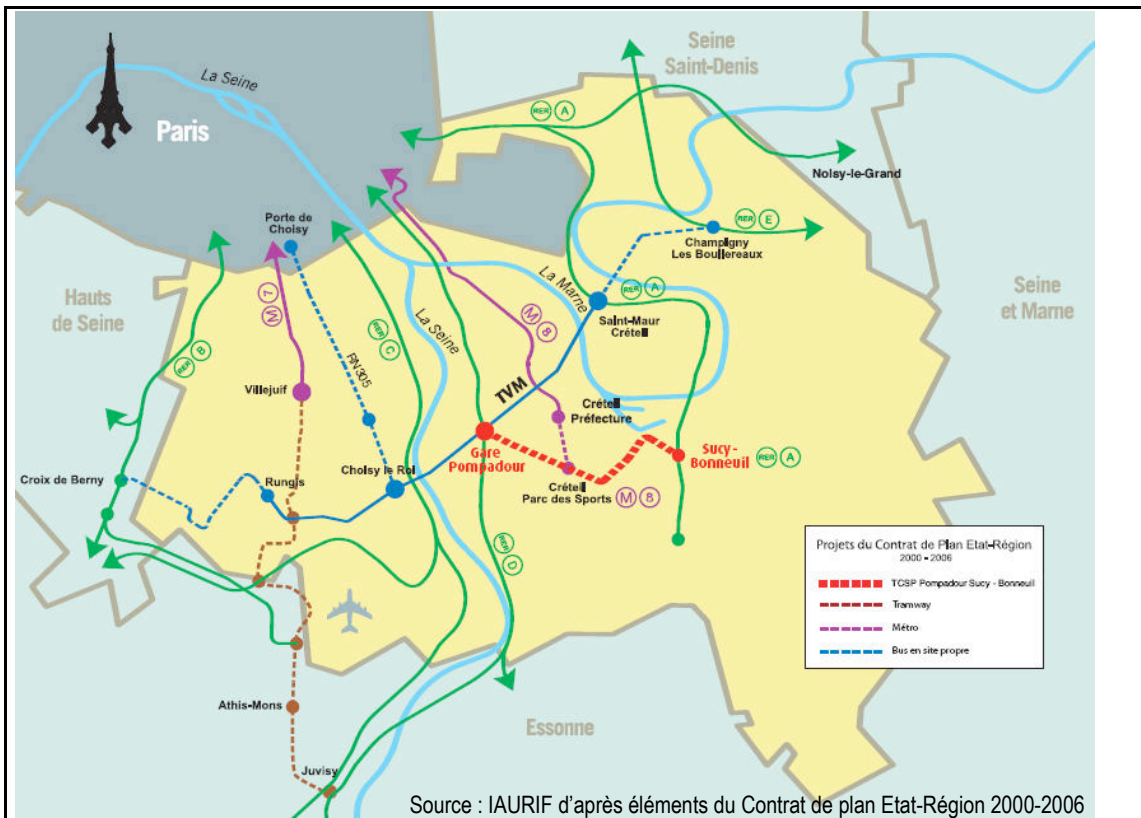 Seine
Saint-Denis
La Seine
RER A
Paris
Noisy-le-Grand
Porte de
Choisy
RER E
Champigny
Les Boullereaux
Hauts
de Seine
La Marne
RER A
Seine
et Marne
M 7
RER C
La Seine
M 8
Saint-Maur
Créteil
RER B
RN305
TVM
Villejuif
Créteil
Préfecture
Gare
Pompadour
Sucy -
Bonneuil
RER A
Choisy le Roi
Croix de Berny
Rungis
Créteil
Parc des Sports M 8
RER D
Projets du Contrat de Plan Etat-Région
2000 - 2006
TCSP Pompadour Sucy - Bonneuil
Tramway
Métro
Bus en site propre
Athis-Mons
Essonne
Juvisy
Source : IAURIF d'après éléments du Contrat de plan Etat-Région 2000-2006